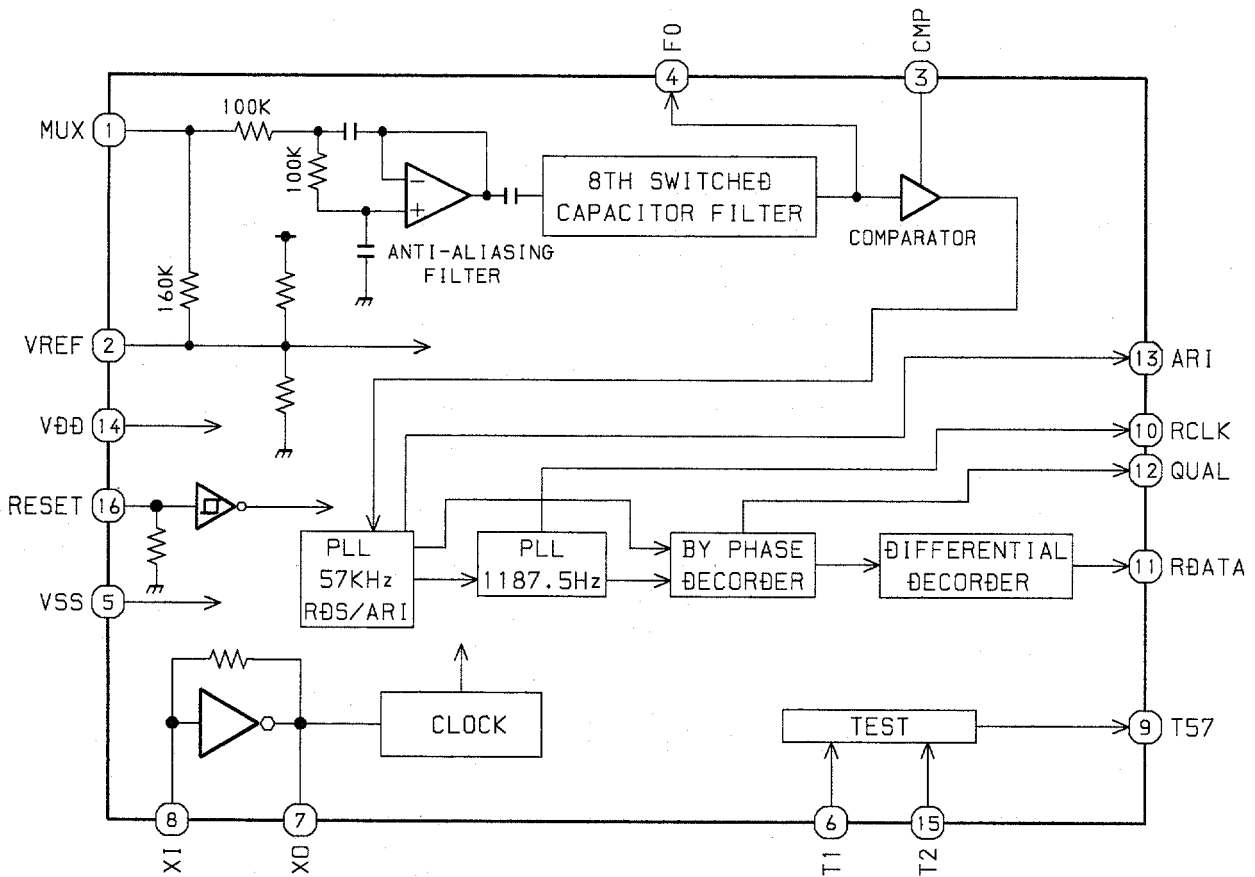 FO
4
CMP
3
MUX
1
100K
100K
8TH SWITCHED
CAPACITOR FILTER
COMPARATOR
ANTI-ALIASING
FILTER
160K
VREF
2
13
ARI
VDD
14
10
RCLK
12
QUAL
RESET
16
PLL
57KHz
RDS/ARI
PLL
1187.5Hz
BY PHASE
DECORDER
DIFFERENTIAL
DECORDER
11
RDATA
VSS
5
CLOCK
TEST
9
T57
8
XI
7
XO
6
T1
15
T2